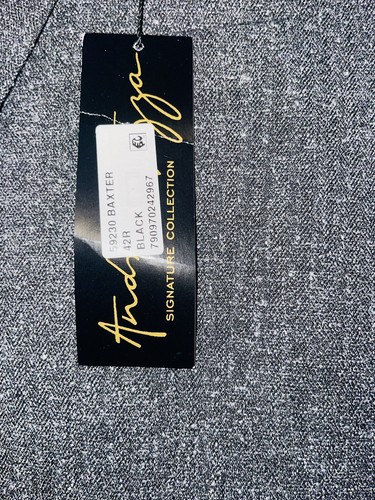 59230 BAXTER
42R
BLACK
790970242967
SIGNATURE COLLECTION